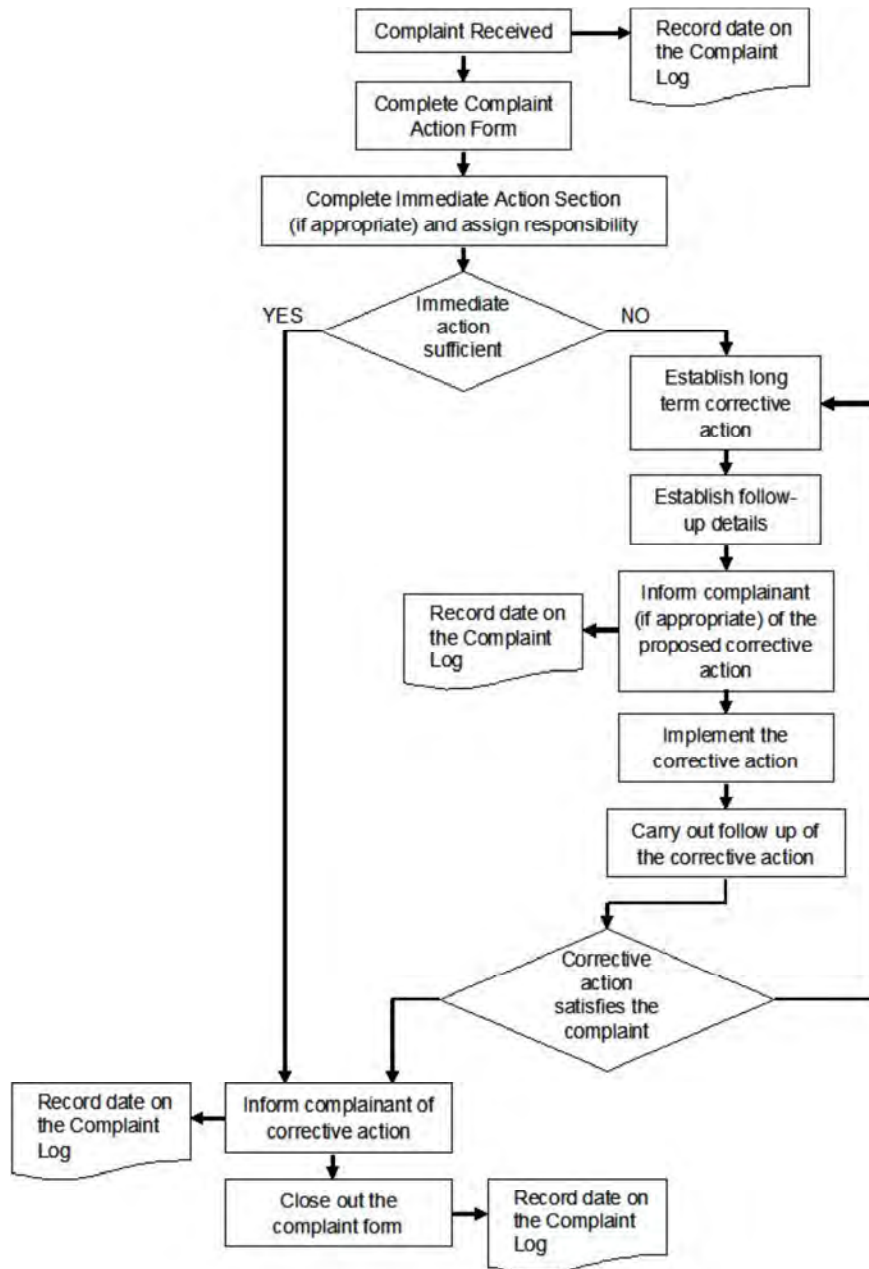 Complaint Received
Record date on
the Complaint
Log
Complete Complaint
Action Form
Complete Immediate Action Section
(if appropriate) and assign responsibility
YES
Immediate
action
sufficient
NO
Establish long
term corrective
action
Establish follow-
up details
Inform complainant
(if appropriate) of the
proposed corrective
action
Record date on
the Complaint
Log
Implement the
corrective action
Carry out follow up of
the corrective action
Corrective
action
satisfies the
complaint
Inform complainant of
corrective action
Record date on
the Complaint
Log
Close out the
complaint form
Record date on
the Complaint
Log